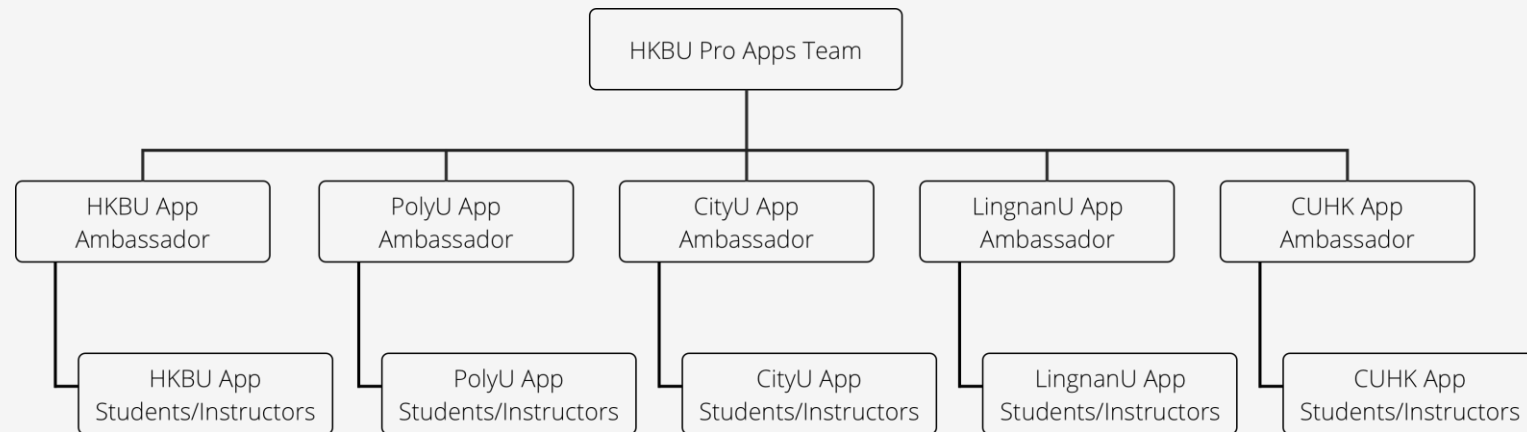 HKBU Pro Apps Team
HKBU App
Ambassador
PolyU App
Ambassador
CityU App
Ambassador
LingnanU App
Ambassador
CUHK App
Ambassador
HKBU App
Students/Instructors
PolyU App
Students/Instructors
CityU App
Students/Instructors
LingnanU App
Students/Instructors
CUHK App
Students/Instructors